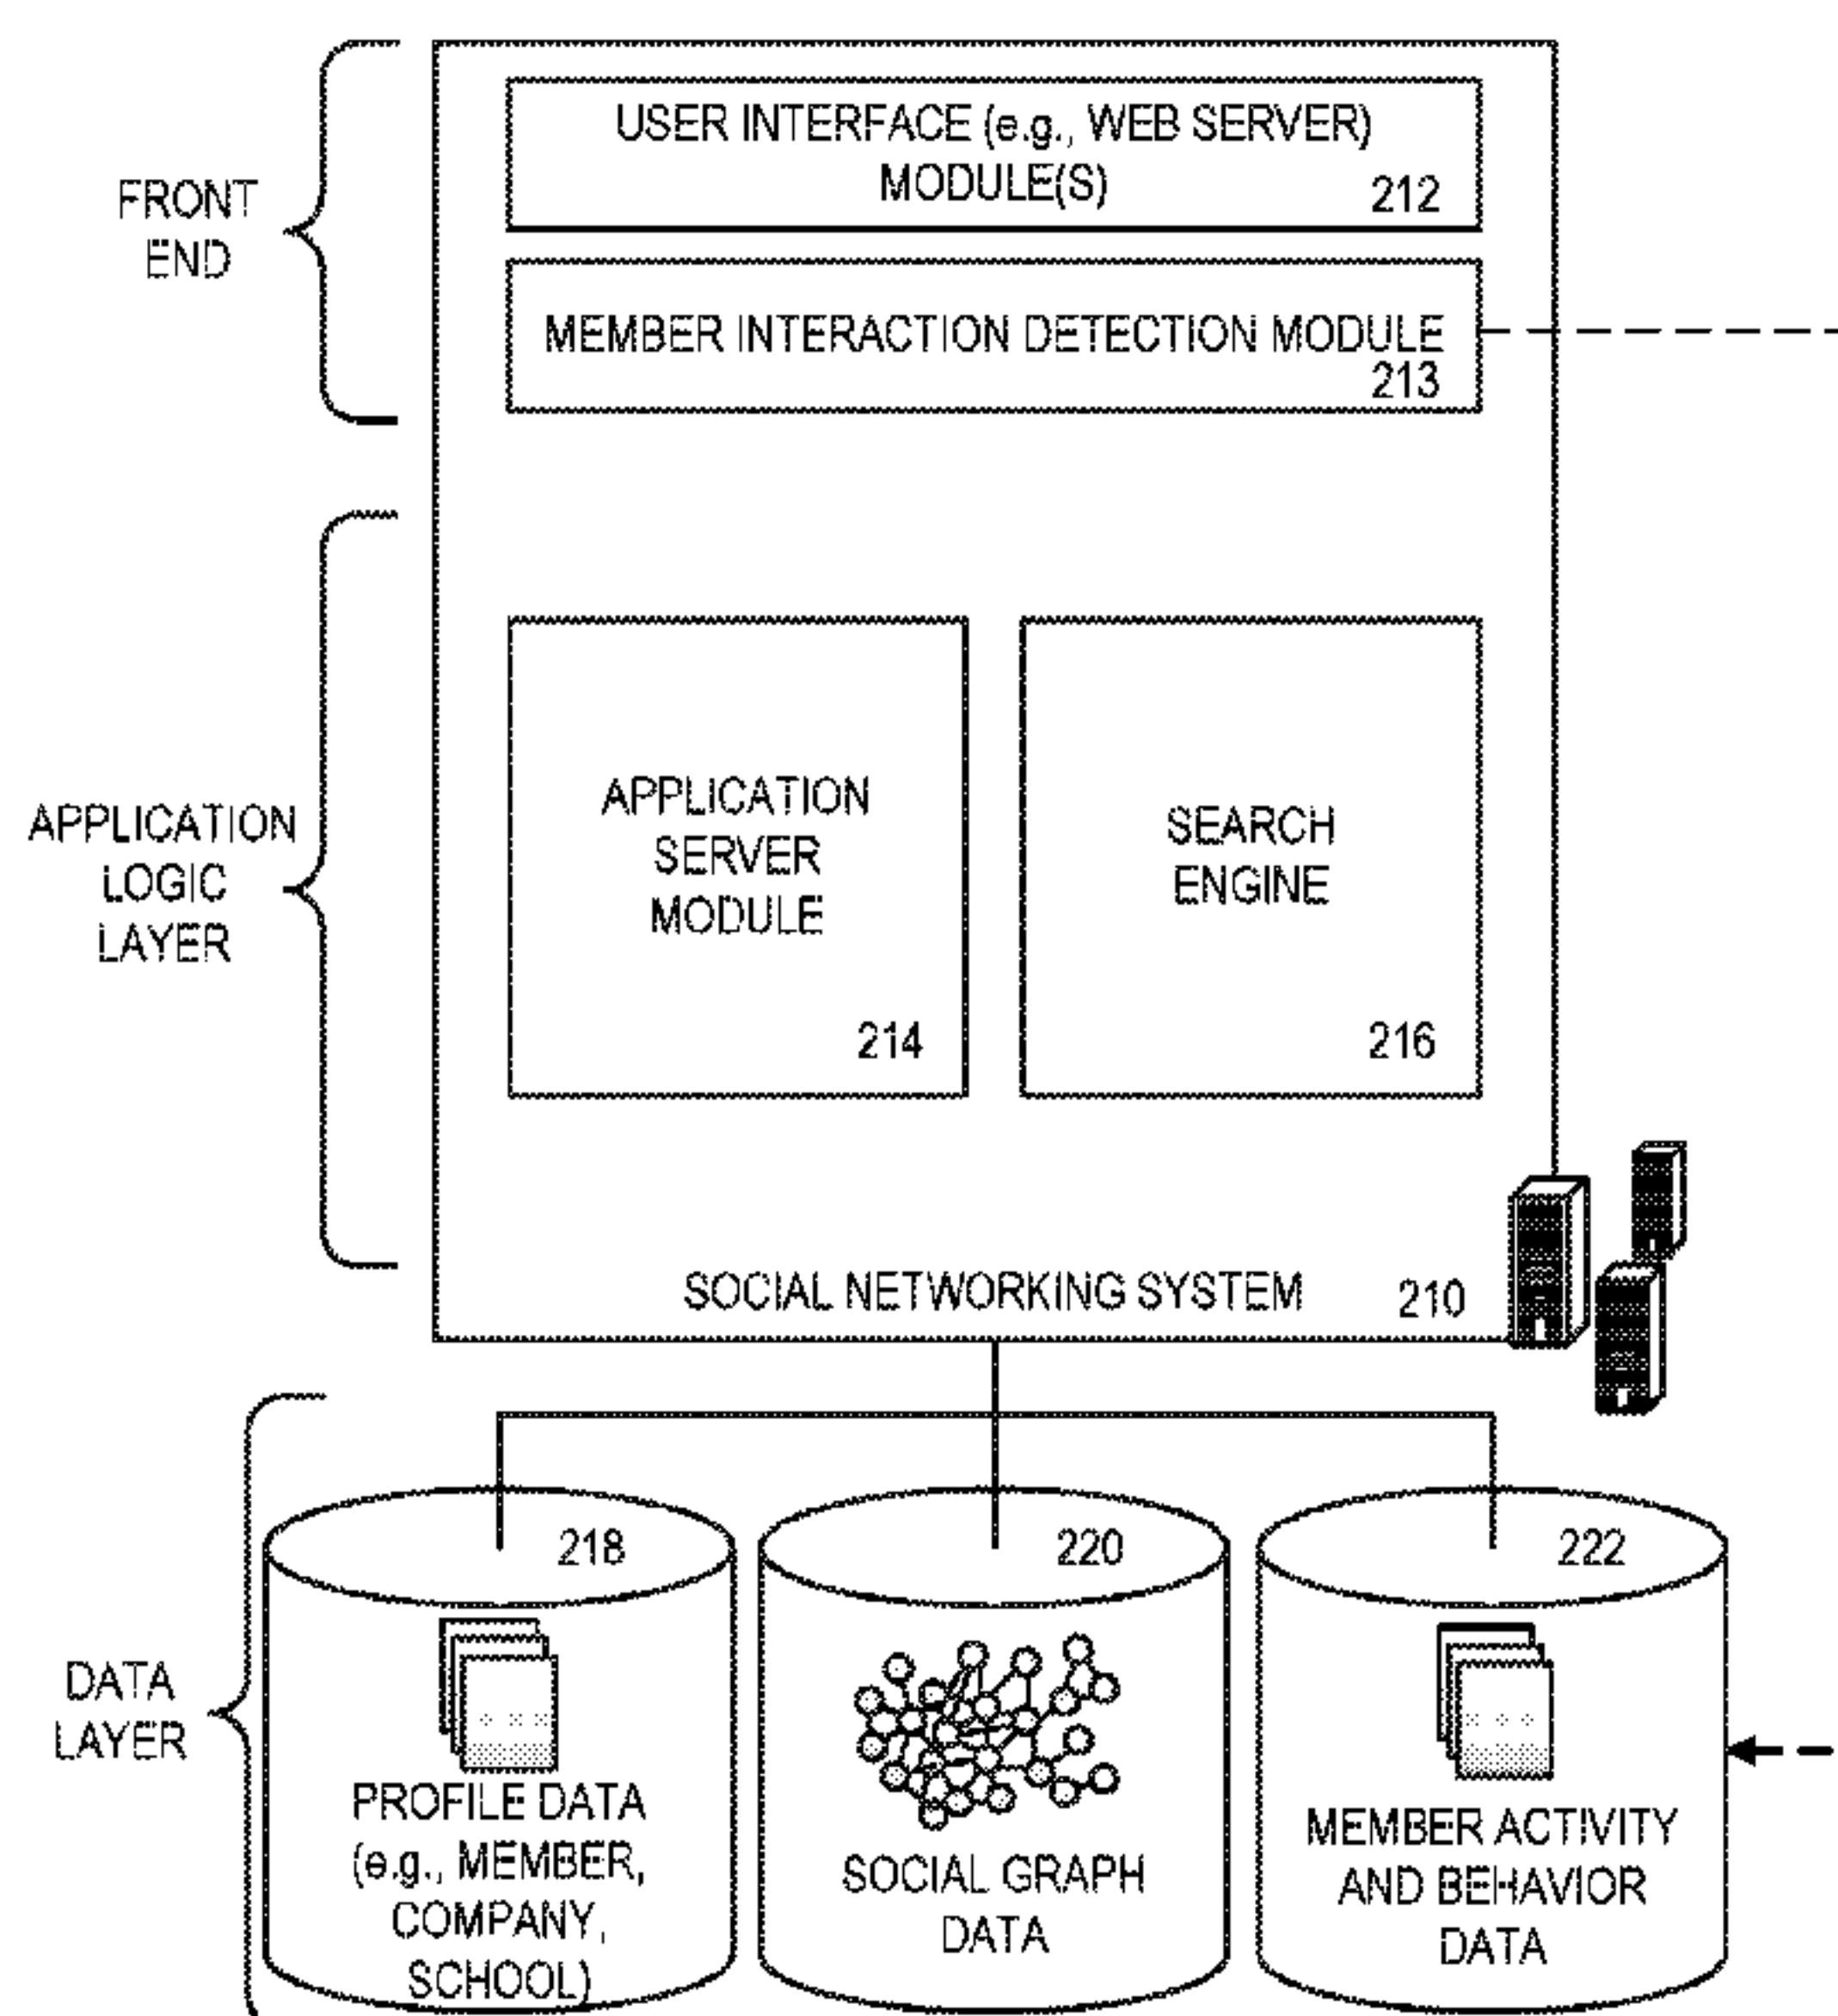 FRONT
END
USER INTERFACE (e.g., WEB SERVER)
MODULE(S)
212
MEMBER INTERACTION DETECTION MODULE
213
APPLICATION
LOGIC
LAYER
APPLICATION
SERVER
MODULE
214
SEARCH
ENGINE
216
SOCIAL NETWORKING SYSTEM
210
DATA
LAYER
218
PROFILE DATA
(e.g., MEMBER,
COMPANY,
SCHOOL)
220
SOCIAL GRAPH
DATA
222
MEMBER ACTIVITY
AND BEHAVIOR
DATA